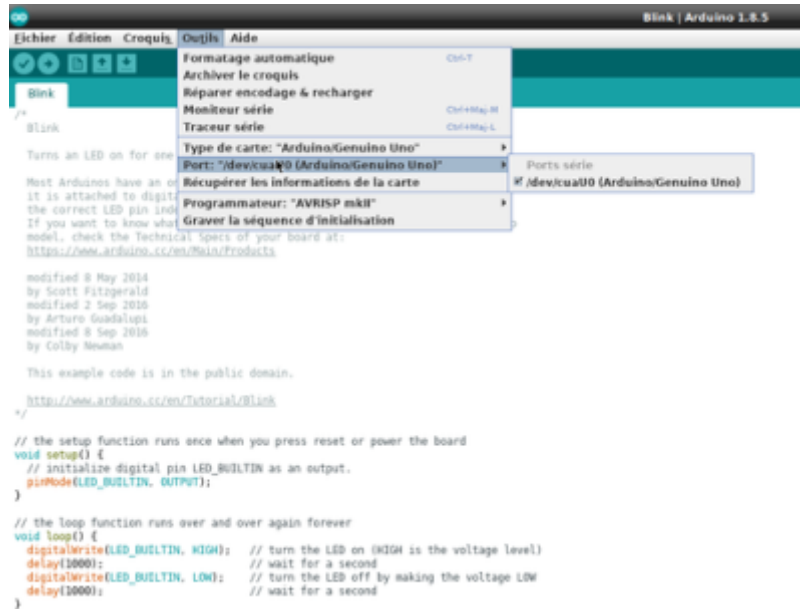 Blink | Arduino 1.8.5
Eichier Édition Croquis Outils Aide
Formatage automatique Ctrl-T
Archiver le croquis
Réparer encodage & recharger
Moniteur série Ctrl+Maj-M
Traceur série Ctrl+Maj-L
Type de carte: "Arduino/Genuino Uno"
Port: "/dev/cuaU0 (Arduino/Genuino Uno)"
Récupérer les informations de la carte
Programmateur: "AVRISP mkII"
Graver la séquence d'initialisation
Ports série
/dev/cuaU0 (Arduino/Genuino Uno)
Blink
/*
Blink
Turns an LED on for one
Most Arduinos have an
it is attached to digit
the correct LED pin ind
If you want to know what
model, check the Technical Specs of your board at:
https://www.arduino.cc/en/Main/Products
modified 8 May 2014
by Scott Fitzgerald
modified 2 Sep 2016
by Arturo Guadalupi
modified 8 Sep 2016
by Colby Newman
This example code is in the public domain.
http://www.arduino.cc/en/Tutorial/Blink
*/
// the setup function runs once when you press reset or power the board
void setup() {
// initialize digital pin LED_BUILTIN as an output.
pinMode(LED_BUILTIN, OUTPUT);
}
// the loop function runs over and over again forever
void loop() {
digitalWrite(LED_BUILTIN, HIGH); // turn the LED on (HIGH is the voltage level)
delay(1000); // wait for a second
digitalWrite(LED_BUILTIN, LOW); // turn the LED off by making the voltage LOW
delay(1000); // wait for a second
}